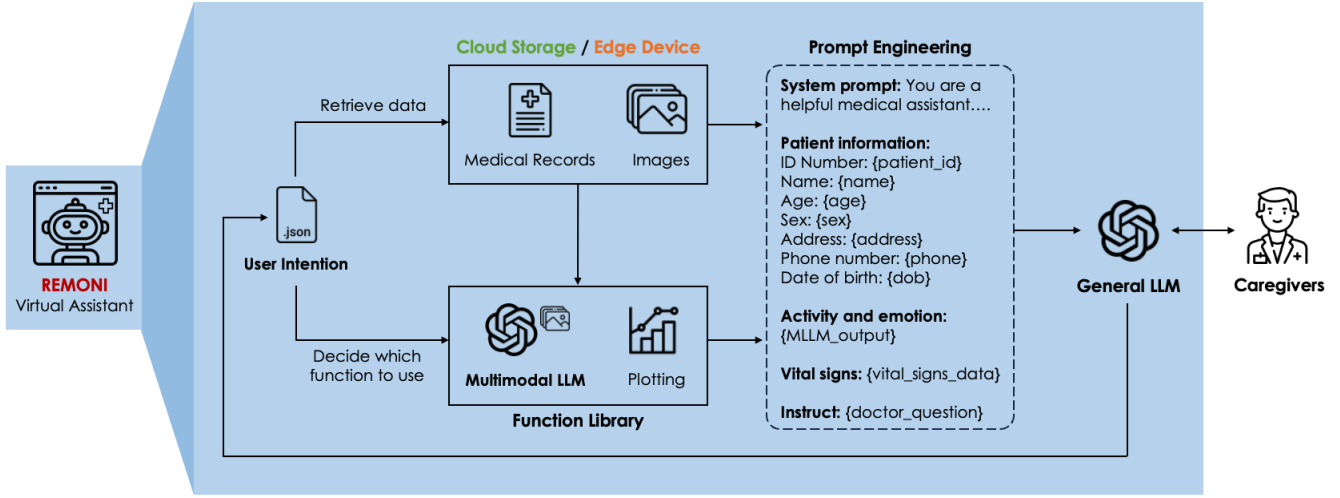 REMONI
Virtual Assistant
.json
User Intention
Retrieve data
Decide which
function to use
Cloud Storage / Edge Device
Medical Records
Images
Multimodal LLM
Plotting
Function Library
Prompt Engineering
System prompt: You are a
helpful medical assistant....
Patient information:
ID Number: {patient_id}
Name: {name}
Age: {age}
Sex: {sex}
Address: {address}
Phone number: {phone}
Date of birth: {dob}
Activity and emotion:
{MLLM_output}
Vital signs: {vital_signs_data}
Instruct: {doctor_question}
General LLM
Caregivers